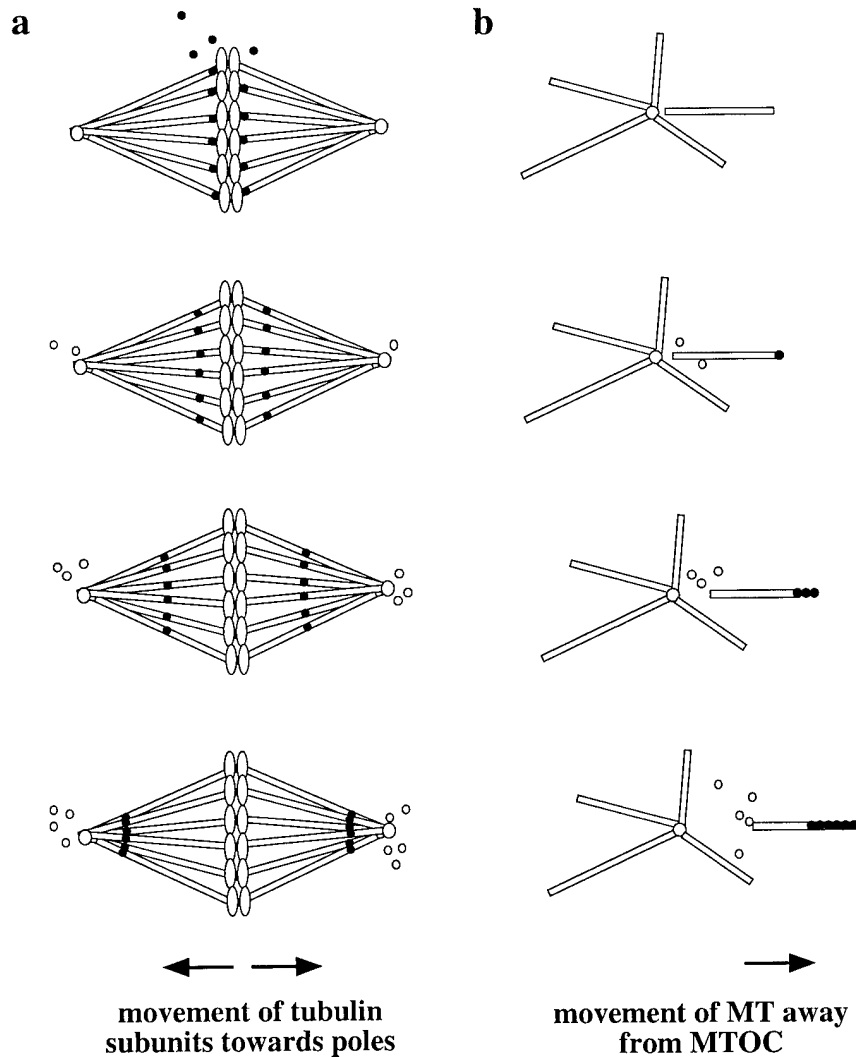 a
b
movement of tubulin
subunits towards poles
movement of MT away
from MTOC